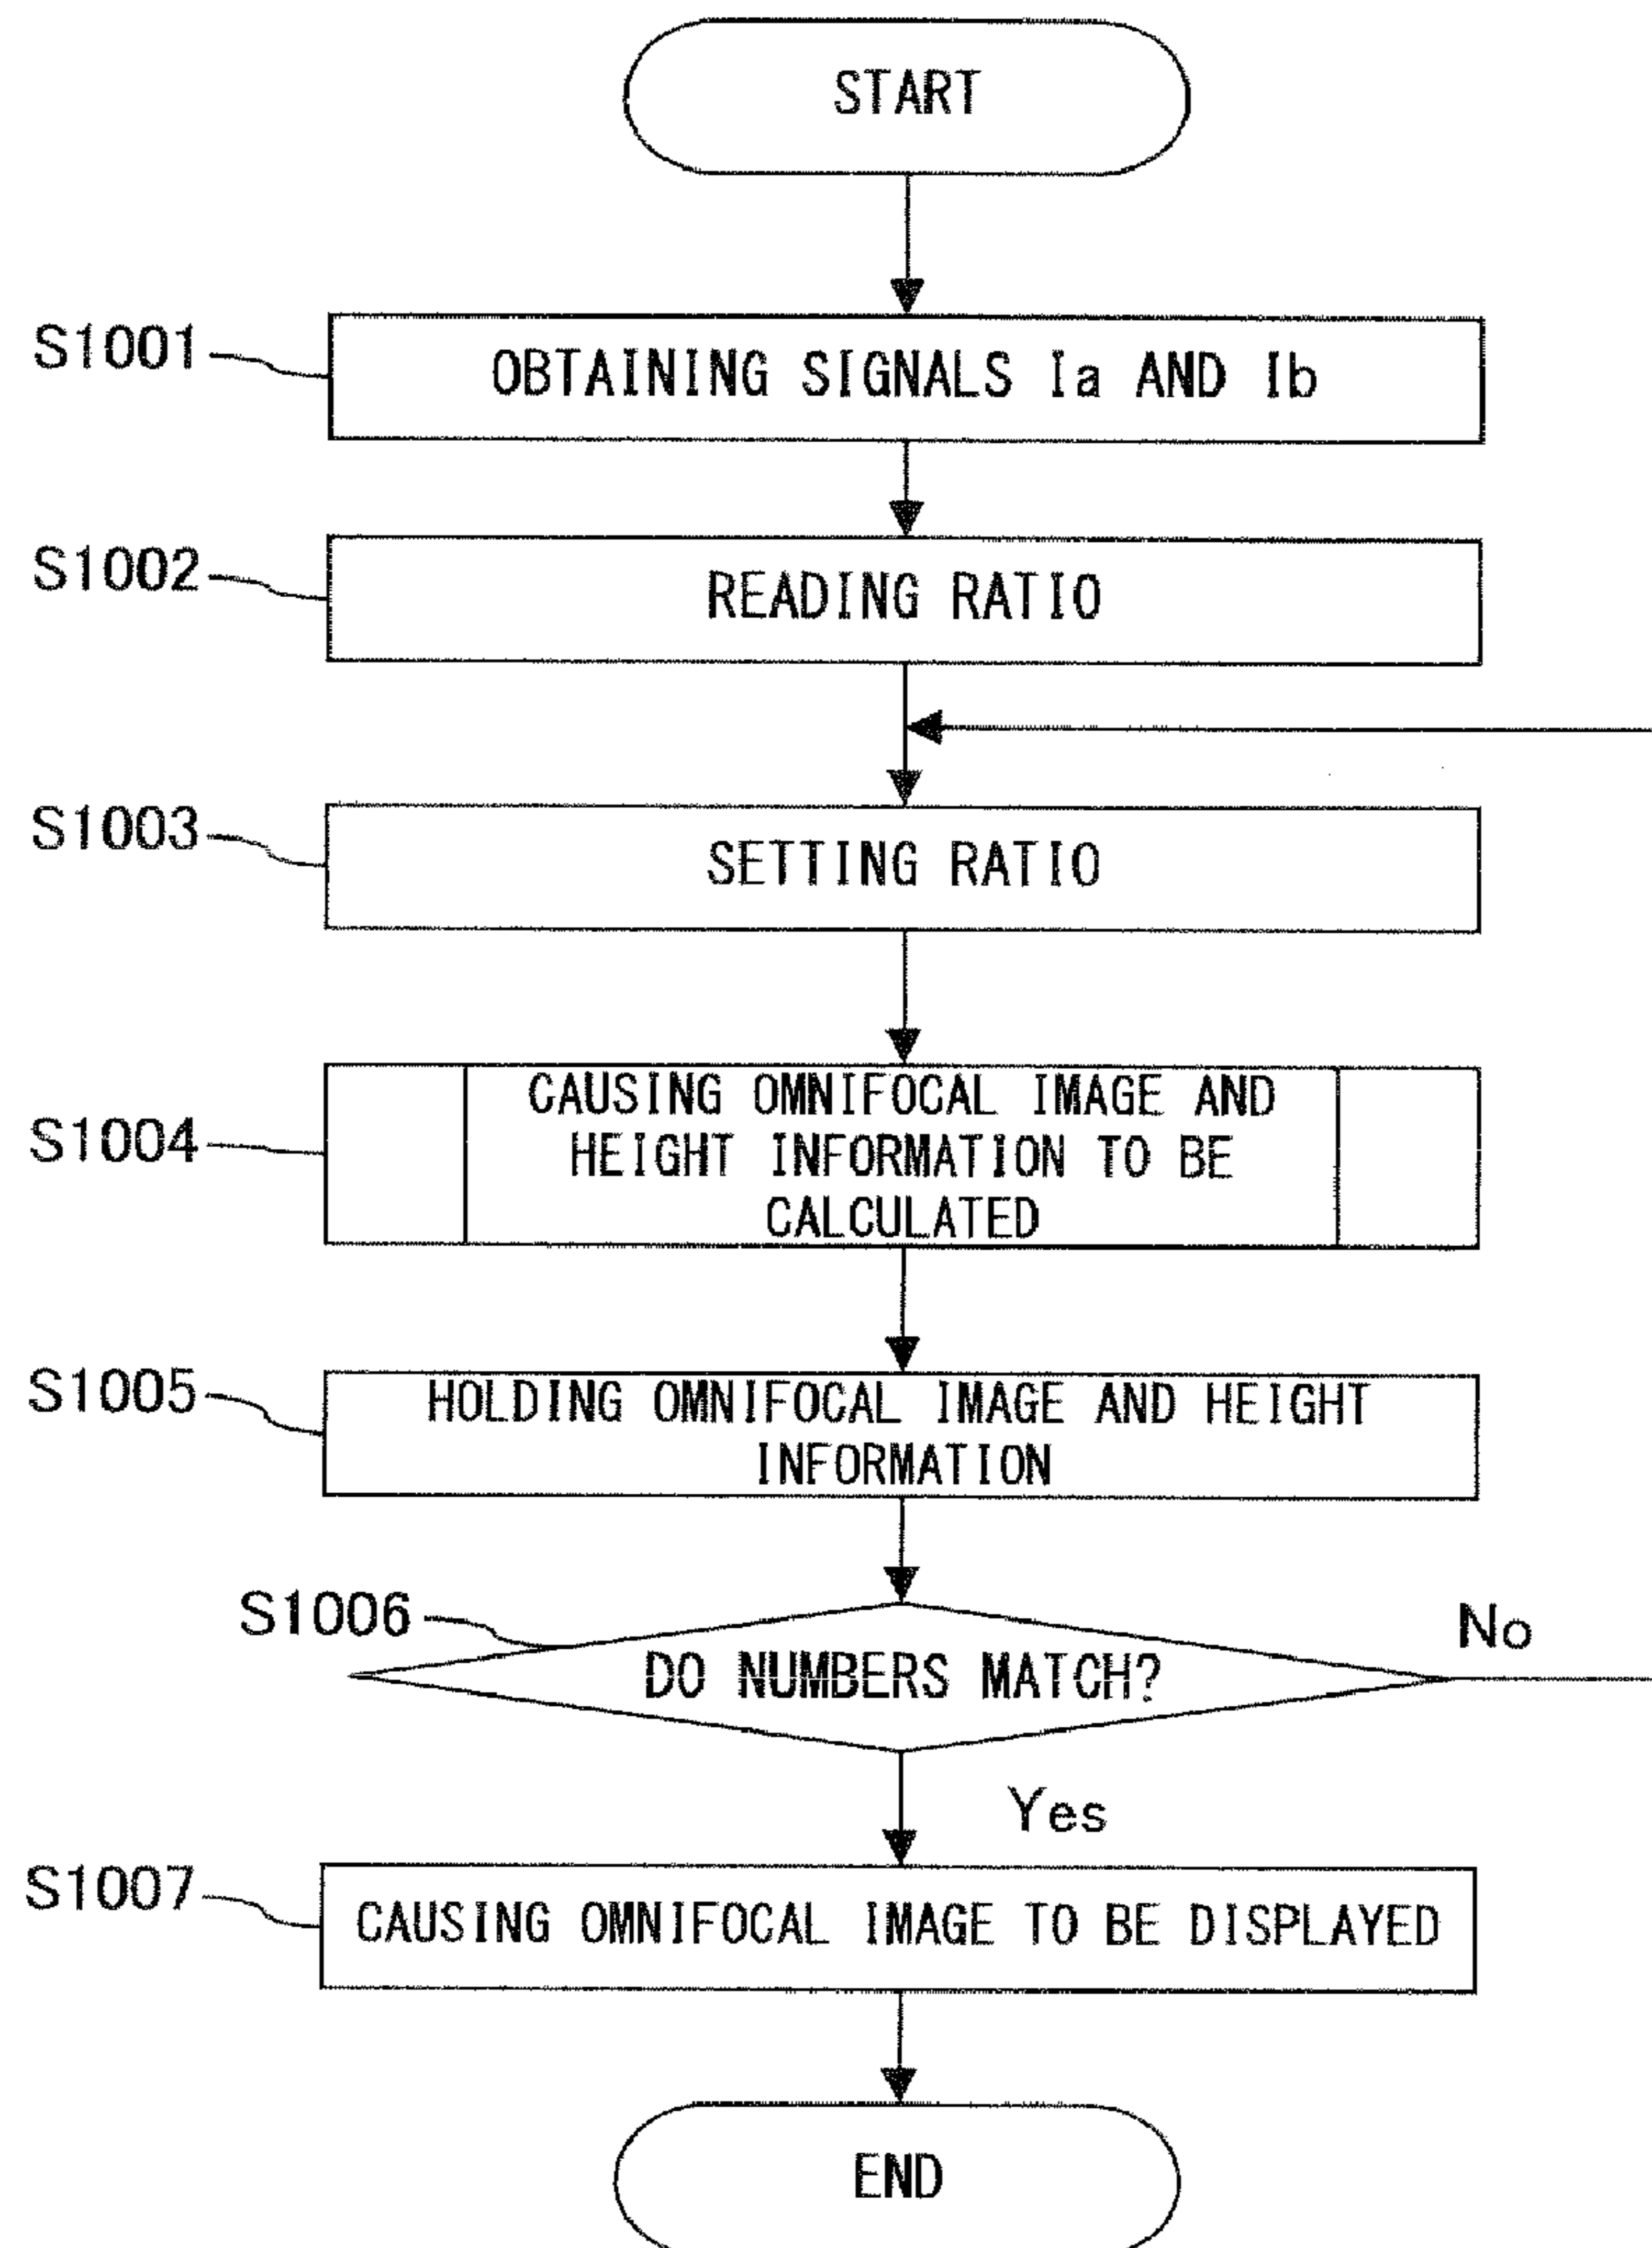 START
S1001
OBTAINING SIGNALS Ia AND Ib
S1002
READING RATIO
S1003
SETTING RATIO
S1004
CAUSING OMNIFOCAL IMAGE AND
HEIGHT INFORMATION TO BE
CALCULATED
S1005
HOLDING OMNIFOCAL IMAGE AND HEIGHT
INFORMATION
S1006
DO NUMBERS MATCH?
No
Yes
S1007
CAUSING OMNIFOCAL IMAGE TO BE DISPLAYED
END